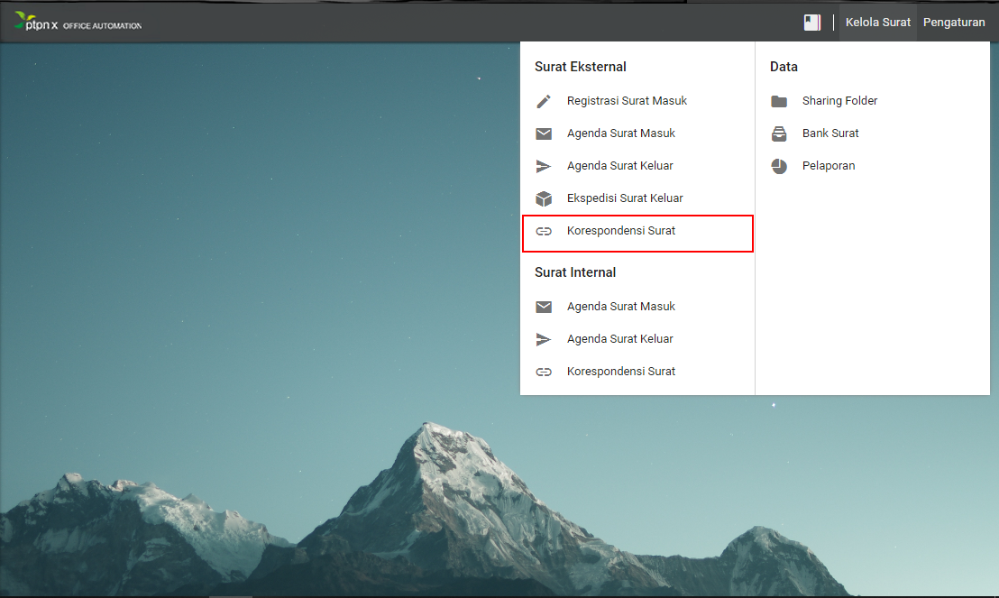 ptpn x OFFICE AUTOMATION
Kelola Surat
Pengaturan
Surat Eksternal
Registrasi Surat Masuk
Agenda Surat Masuk
Agenda Surat Keluar
Ekspedisi Surat Keluar
Korespondensi Surat
Surat Internal
Agenda Surat Masuk
Agenda Surat Keluar
Korespondensi Surat
Data
Sharing Folder
Bank Surat
Pelaporan